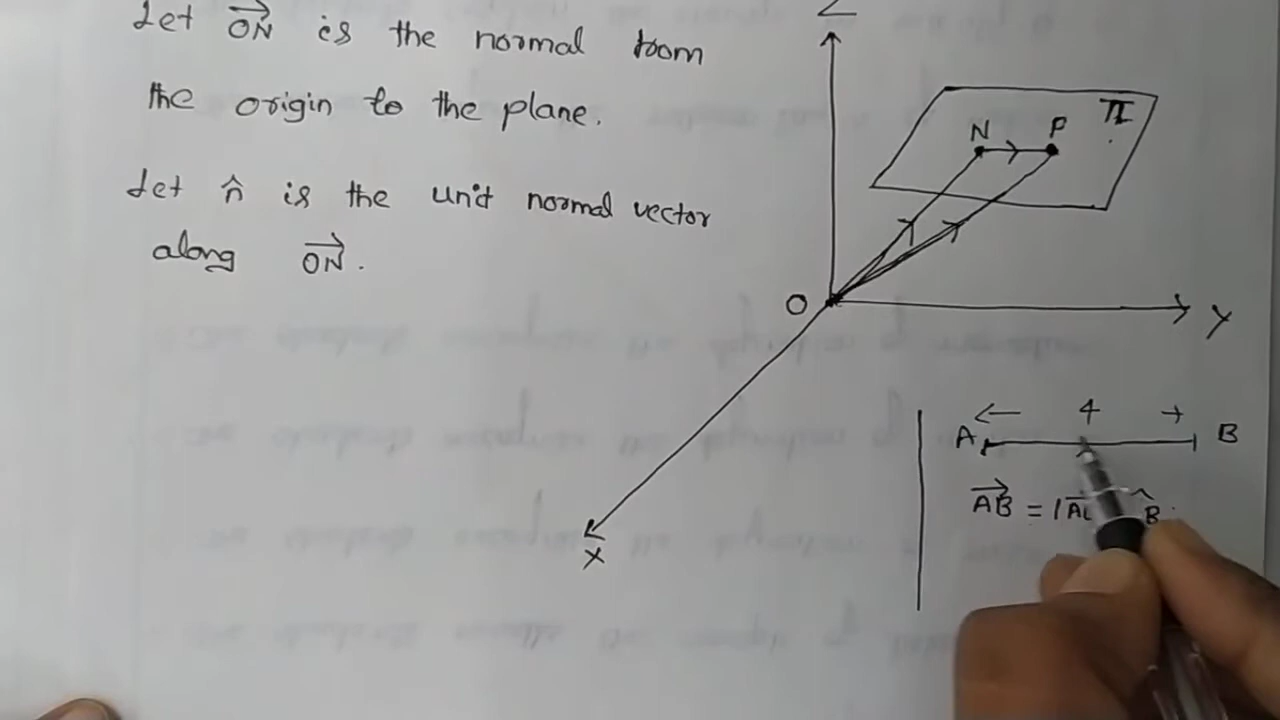 Let ON is the normal from
the origin to the plane.
Let n̂ is the unit normal vector
along ON.
Z
N P π
O
Y
X
← 4 →
A B
AB = |A B